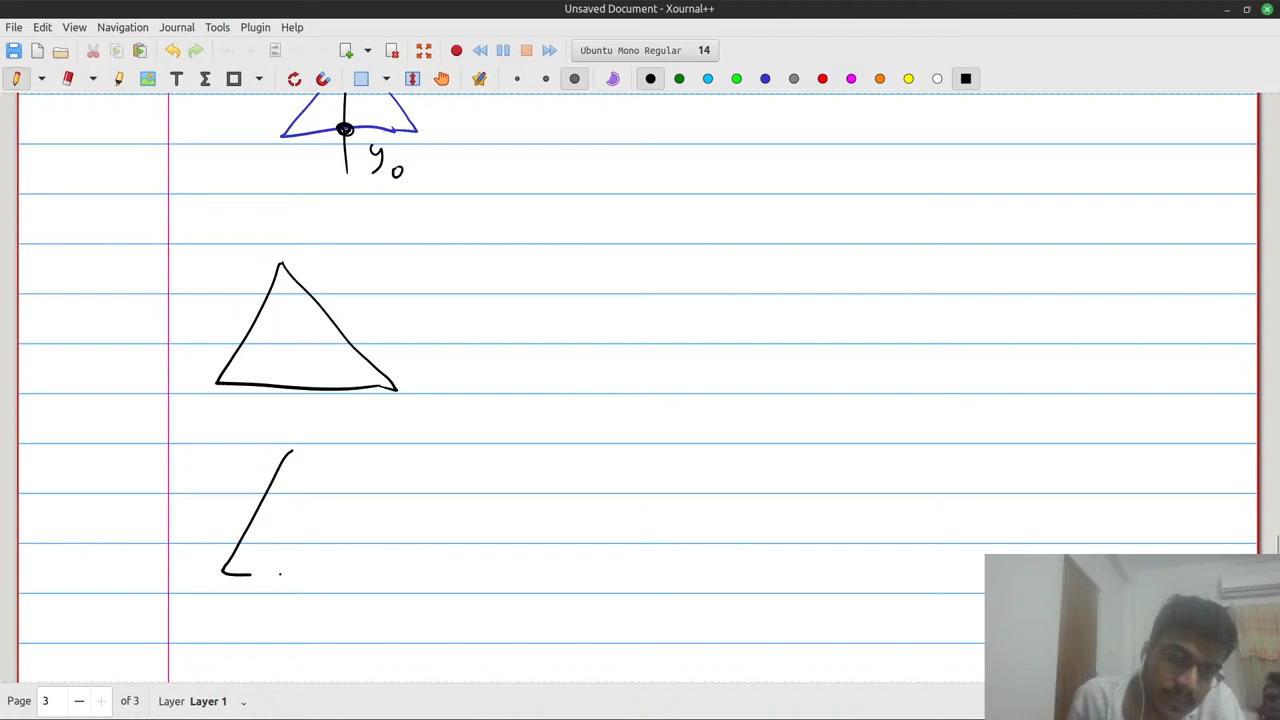 Unsaved Document - Xournal++
File Edit View Navigation Journal Tools Plugin Help
Ubuntu Mono Regular 14
y₀
Page 3 of 3 Layer Layer 1